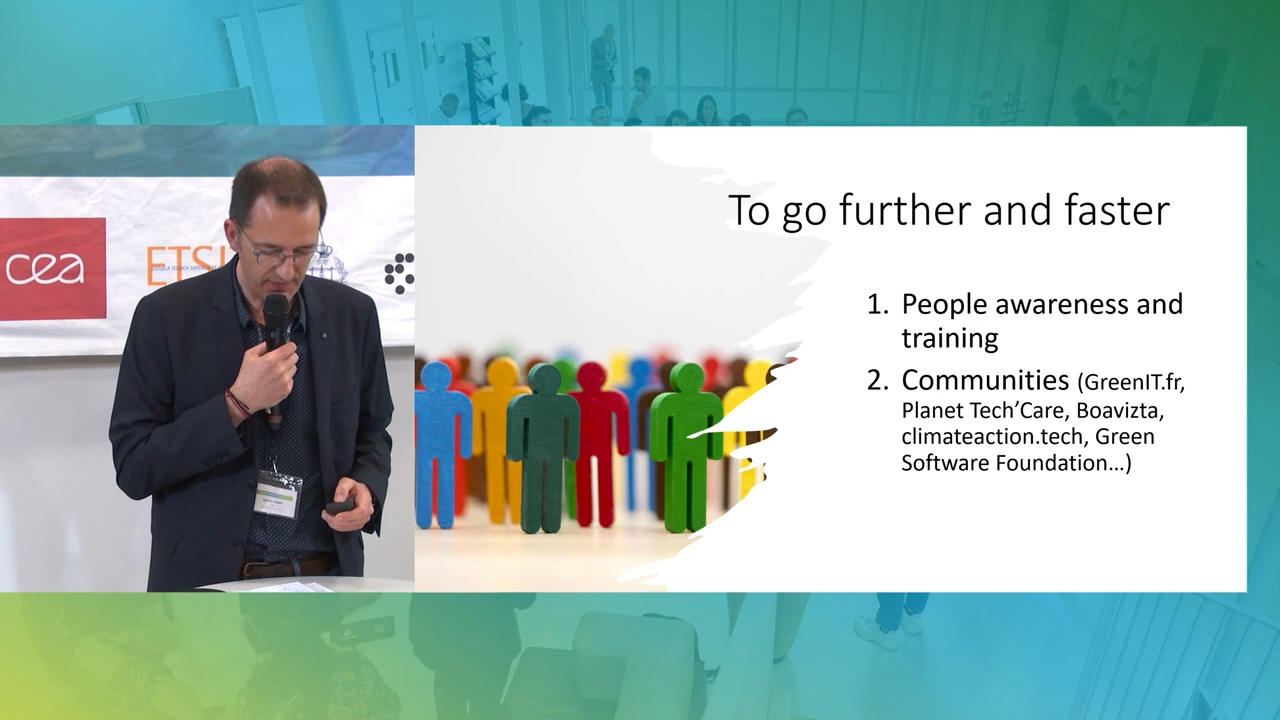 cea
ETSI
To go further and faster
1. People awareness and
training
2. Communities (GreenIT.fr,
Planet Tech’Care, Boavizta,
climateaction.tech, Green
Software Foundation...)